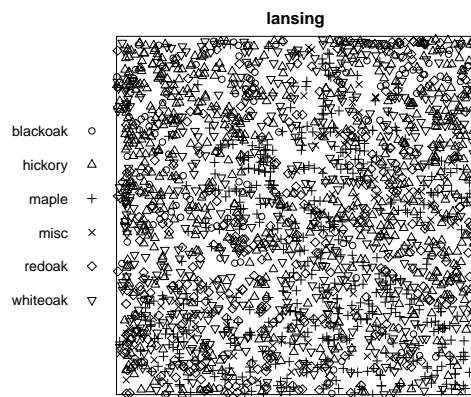 lansing
blackoak
hickory
maple
misc
redoak
whiteoak